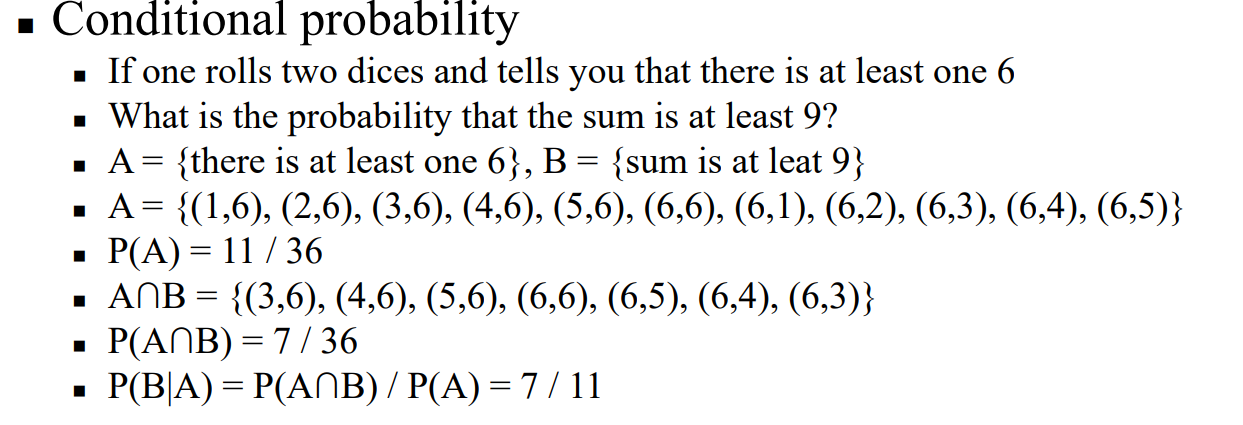 ▪ Conditional probability
▪ If one rolls two dices and tells you that there is at least one 6
▪ What is the probability that the sum is at least 9?
▪ A = {there is at least one 6}, B = {sum is at leat 9}
▪ A = {(1,6), (2,6), (3,6), (4,6), (5,6), (6,6), (6,1), (6,2), (6,3), (6,4), (6,5)}
▪ P(A) = 11 / 36
▪ A∩B = {(3,6), (4,6), (5,6), (6,6), (6,5), (6,4), (6,3)}
▪ P(A∩B) = 7 / 36
▪ P(B|A) = P(A∩B) / P(A) = 7 / 11